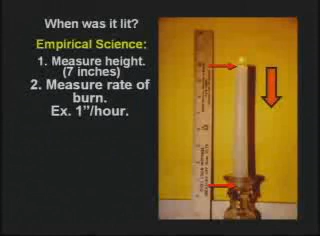 When was it lit?
Empirical Science:
1. Measure height.
(7 inches)
2. Measure rate of
burn.
Ex. 1”/hour.